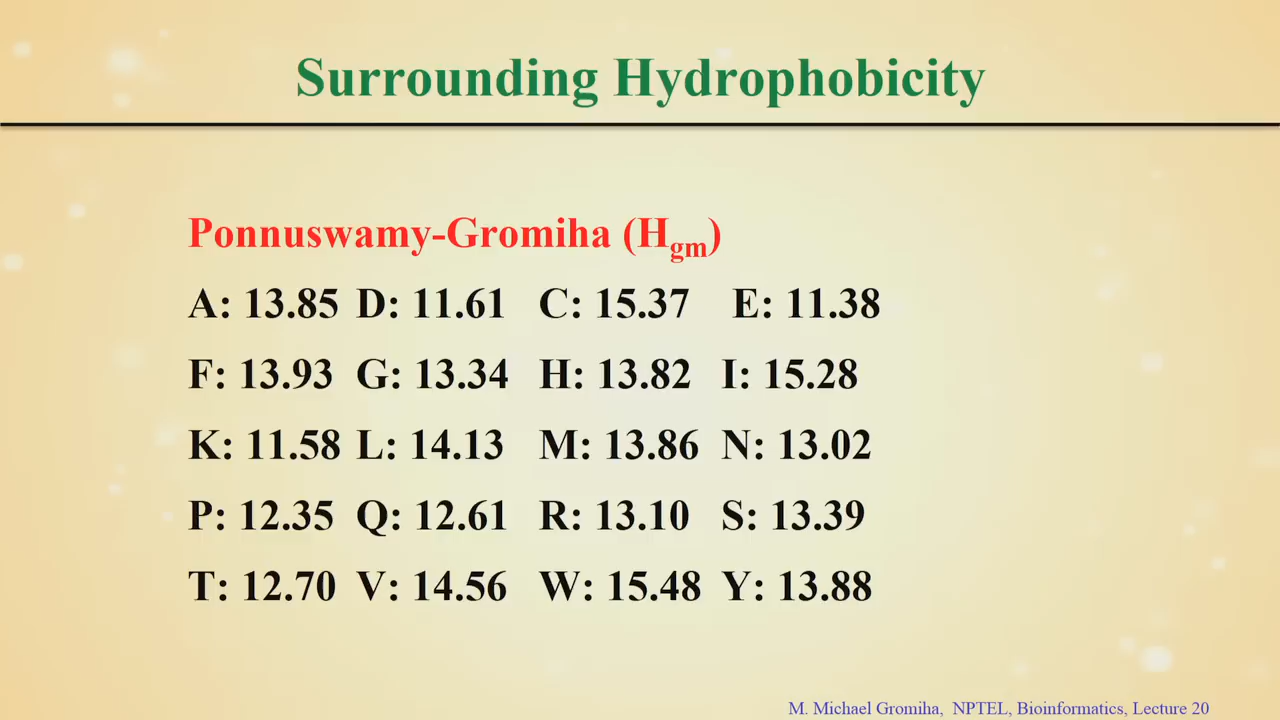 Surrounding Hydrophobicity
Ponnuswamy-Gromiha (Hgm)
A: 13.85 D: 11.61 C: 15.37 E: 11.38
F: 13.93 G: 13.34 H: 13.82 I: 15.28
K: 11.58 L: 14.13 M: 13.86 N: 13.02
P: 12.35 Q: 12.61 R: 13.10 S: 13.39
T: 12.70 V: 14.56 W: 15.48 Y: 13.88
M. Michael Gromiha, NPTEL, Bioinformatics, Lecture 20